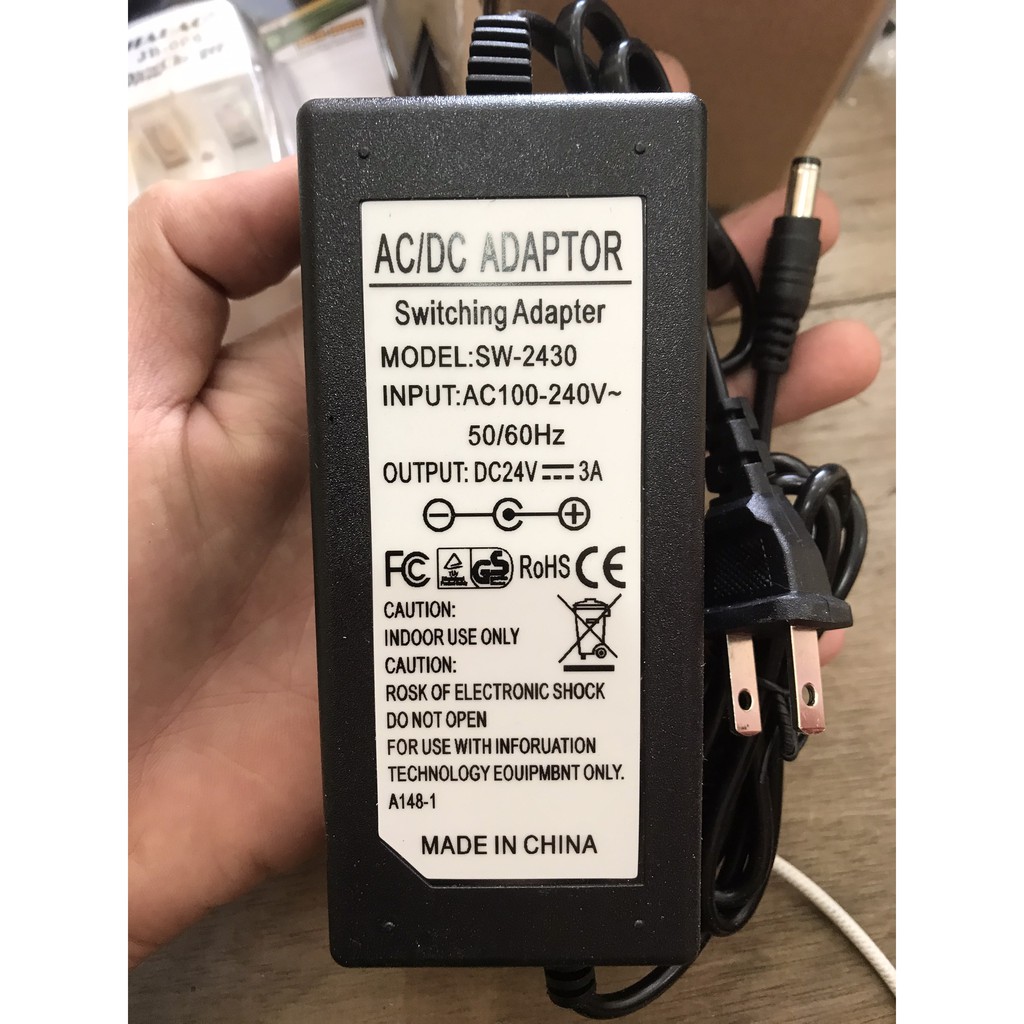 AC/DC ADAPTOR
Switching Adapter
MODEL:SW-2430
INPUT:AC100-240V~
50/60Hz
OUTPUT: DC24V⎓3A
FC GS RoHS CE
CAUTION:
INDOOR USE ONLY
CAUTION:
ROSK OF ELECTRONIC SHOCK
DO NOT OPEN
FOR USE WITH INFORUATION
TECHNOLOGY EOUIPMBNT ONLY.
A148-1
MADE IN CHINA